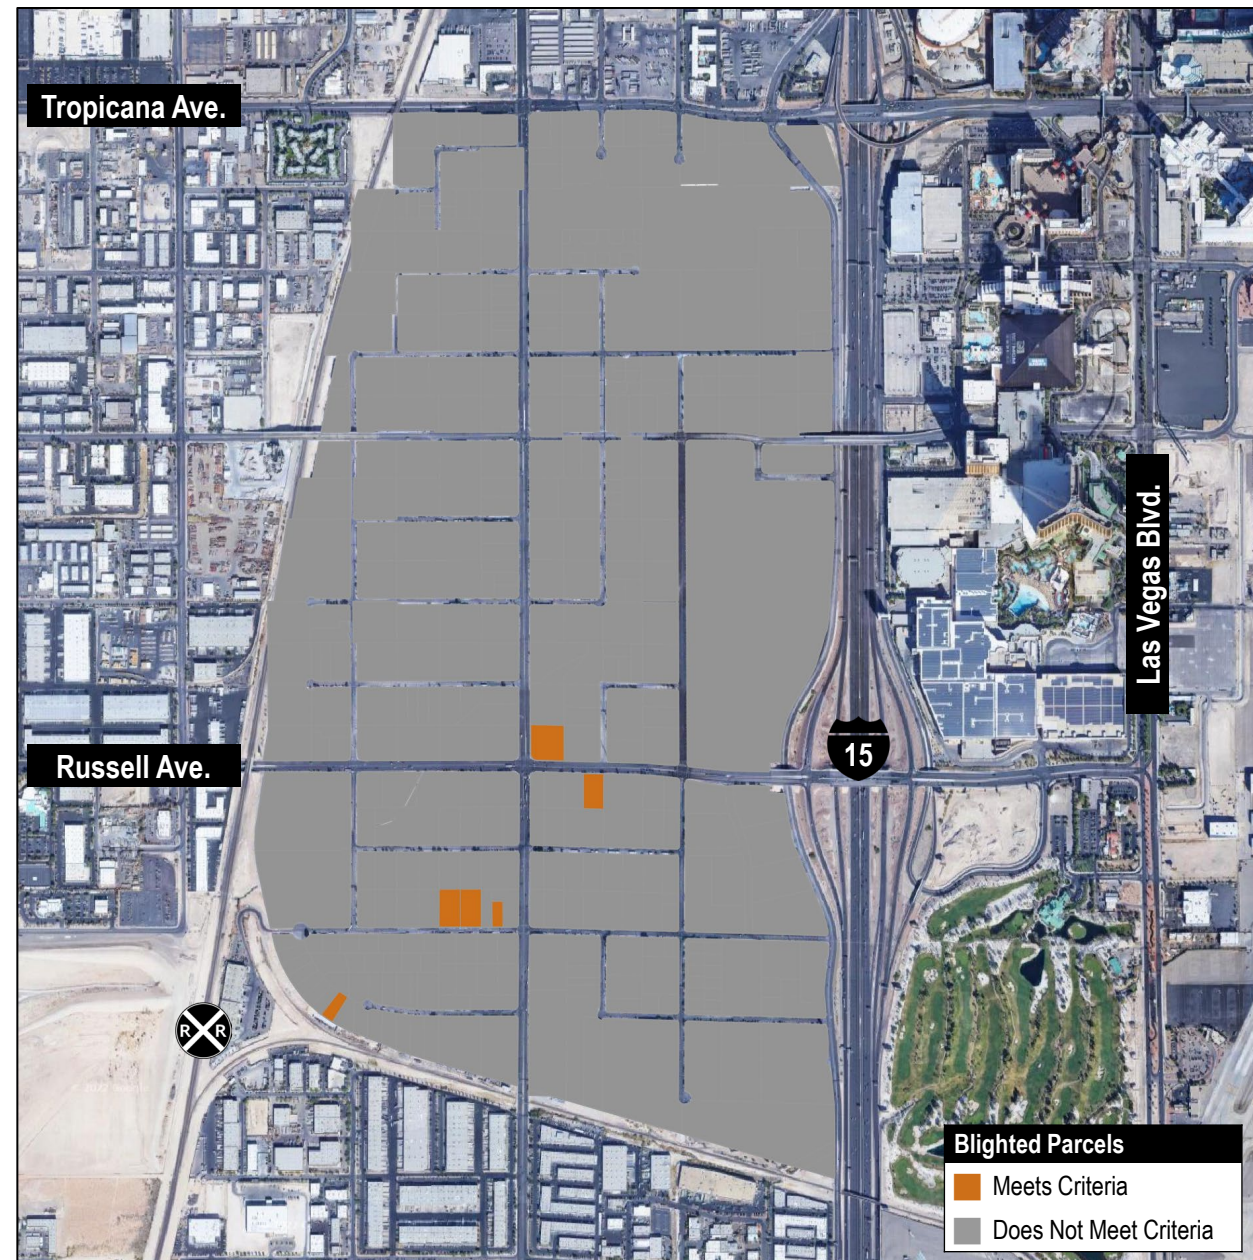 Tropicana Ave.
Las Vegas Blvd.
Russell Ave.
15
R R
Blighted Parcels
Meets Criteria
Does Not Meet Criteria